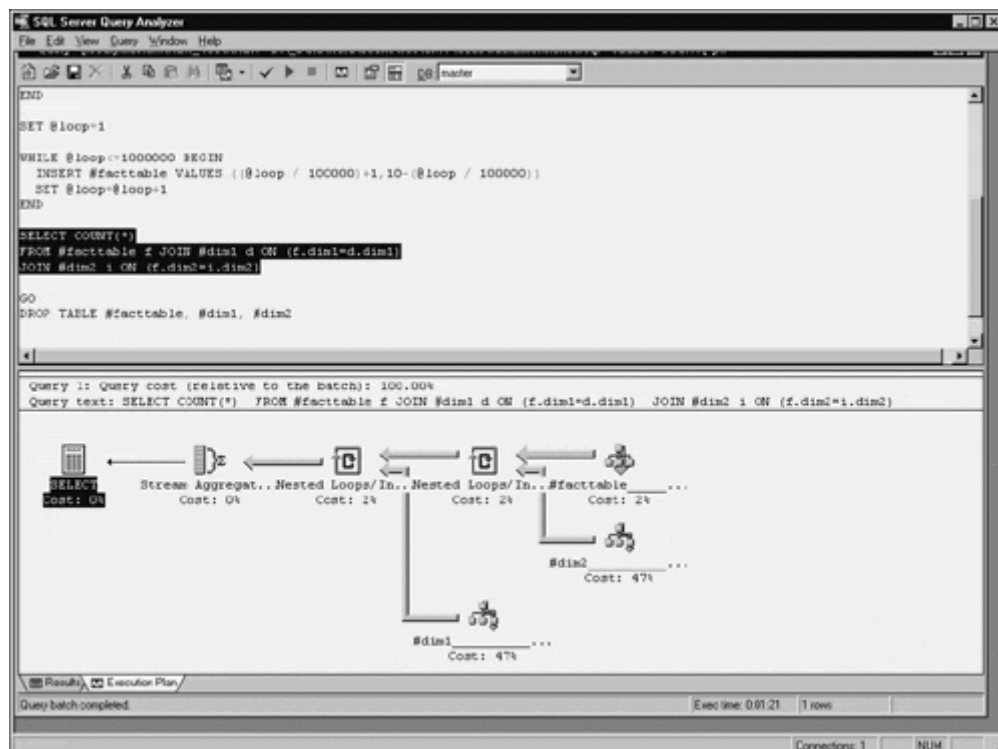 SQL Server Query Analyzer
File Edit View Query Window Help
DB: master
END
SET @loop=1
WHILE @loop<=1000000 BEGIN
INSERT #facttable VALUES ((@loop / 100000)+1,10-(@loop / 100000))
SET @loop=@loop+1
END
SELECT COUNT(*)
FROM #facttable f JOIN #dim1 d ON (f.dim1=d.dim1)
JOIN #dim2 i ON (f.dim2=i.dim2)
GO
DROP TABLE #facttable, #dim1, #dim2
Query 1: Query cost (relative to the batch): 100.00%
Query text: SELECT COUNT(*) FROM #facttable f JOIN #dim1 d ON (f.dim1=d.dim1) JOIN #dim2 i ON (f.dim2=i.dim2)
SELECT Stream Aggregat.. Nested Loops/In.. Nested Loops/In.. #facttable_____...
Cost: 0% Cost: 0% Cost: 2% Cost: 2% Cost: 2%
#dim2__________...
Cost: 47%
#dim1__________...
Cost: 47%
Results Execution Plan
Query batch completed. Exec time: 0:01:21 1 rows
Connections: 1 NUM